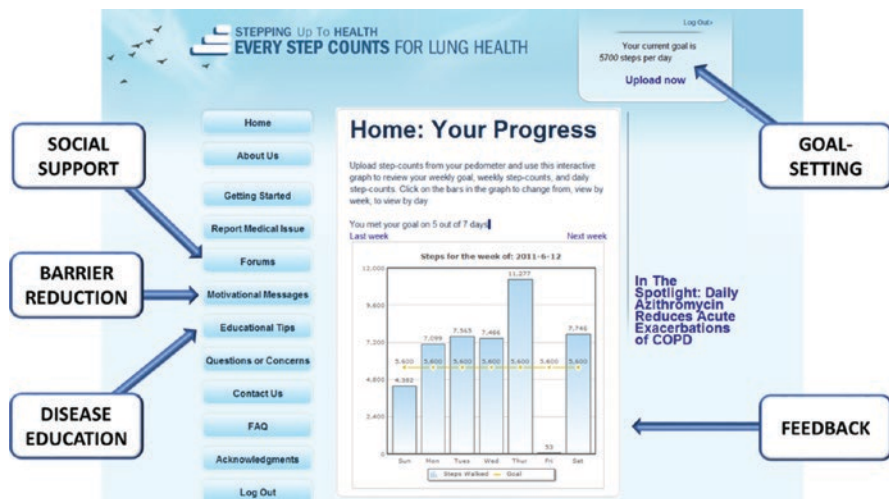 STEPPING UP TO HEALTH
EVERY STEP COUNTS FOR LUNG HEALTH
Log Out>
Your current goal is
5700 steps per day
Upload now
SOCIAL
SUPPORT
BARRIER
REDUCTION
DISEASE
EDUCATION
GOAL-
SETTING
FEEDBACK
Home
About Us
Getting Started
Report Medical Issue
Forums
Motivational Messages
Educational Tips
Questions or Concerns
Contact Us
FAQ
Acknowledgments
Log Out
Home: Your Progress
Upload step-counts from your pedometer and use this interactive
graph to review your weekly goal, weekly step-counts, and daily
step-counts. Click on the bars in the graph to change from, view by
week, to view by day
You met your goal on 5 out of 7 days
Last week Next week
Steps for the week of: 2011-6-12
12,000
9,600
7,200
4,800
2,400
0
4,382
7,099
7,565
7,486
11,277
53
7,746
5,600 5,600 5,600 5,600 5,600 5,600 5,600
Sun Mon Tues Wed Thur Fri Sat
Steps Walked Goal
In The
Spotlight: Daily
Azithromycin
Reduces Acute
Exacerbations
of COPD